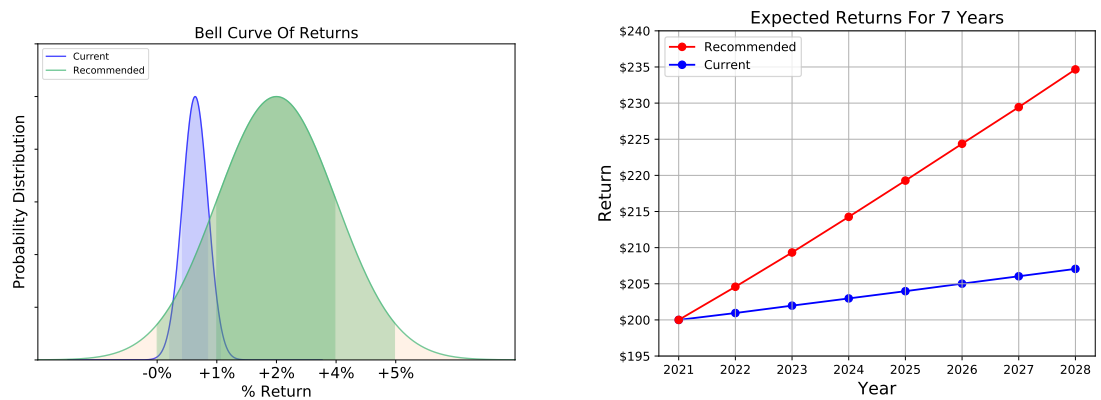 Bell Curve Of Returns
Current
Recommended
Probability Distribution
-0% +1% +2% +4% +5%
% Return
Expected Returns For 7 Years
Recommended
Current
Return
$240
$235
$230
$225
$220
$215
$210
$205
$200
$195
2021 2022 2023 2024 2025 2026 2027 2028
Year